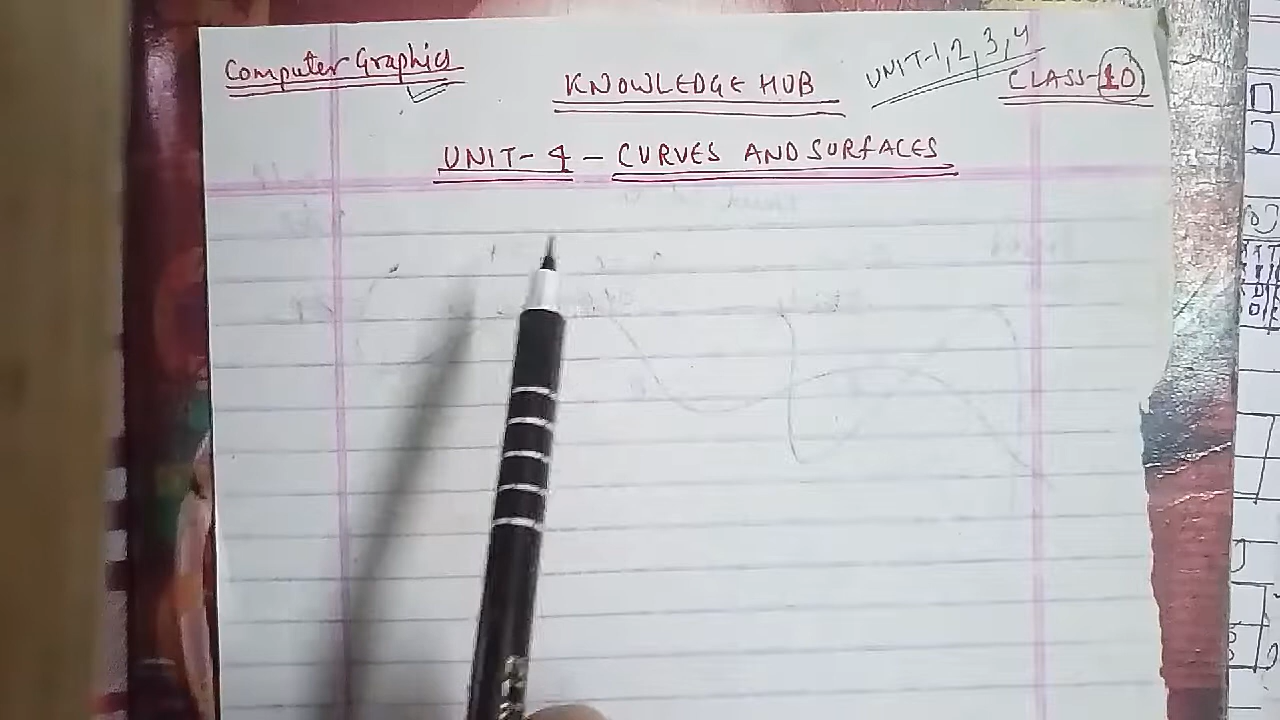 Computer Graphics
KNOWLEDGE HUB
UNIT-1,2,3,4
CLASS-10
UNIT-4 - CURVES AND SURFACES